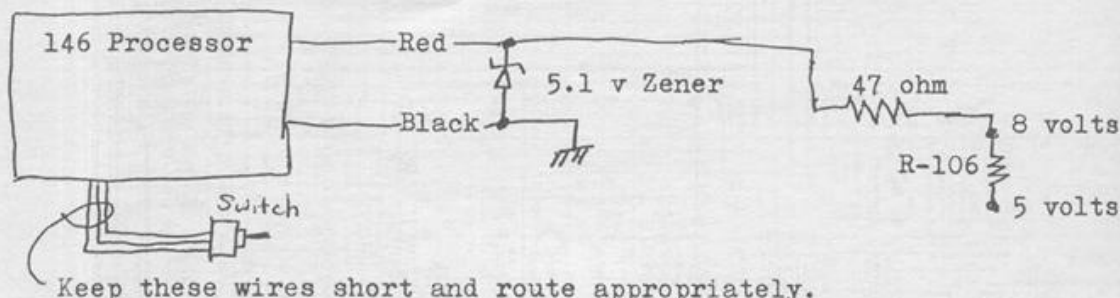 146 Processor
Red
5.1 v Zener
47 ohm
8 volts
Black
R-106
5 volts
Switch
Keep these wires short and route appropriately.